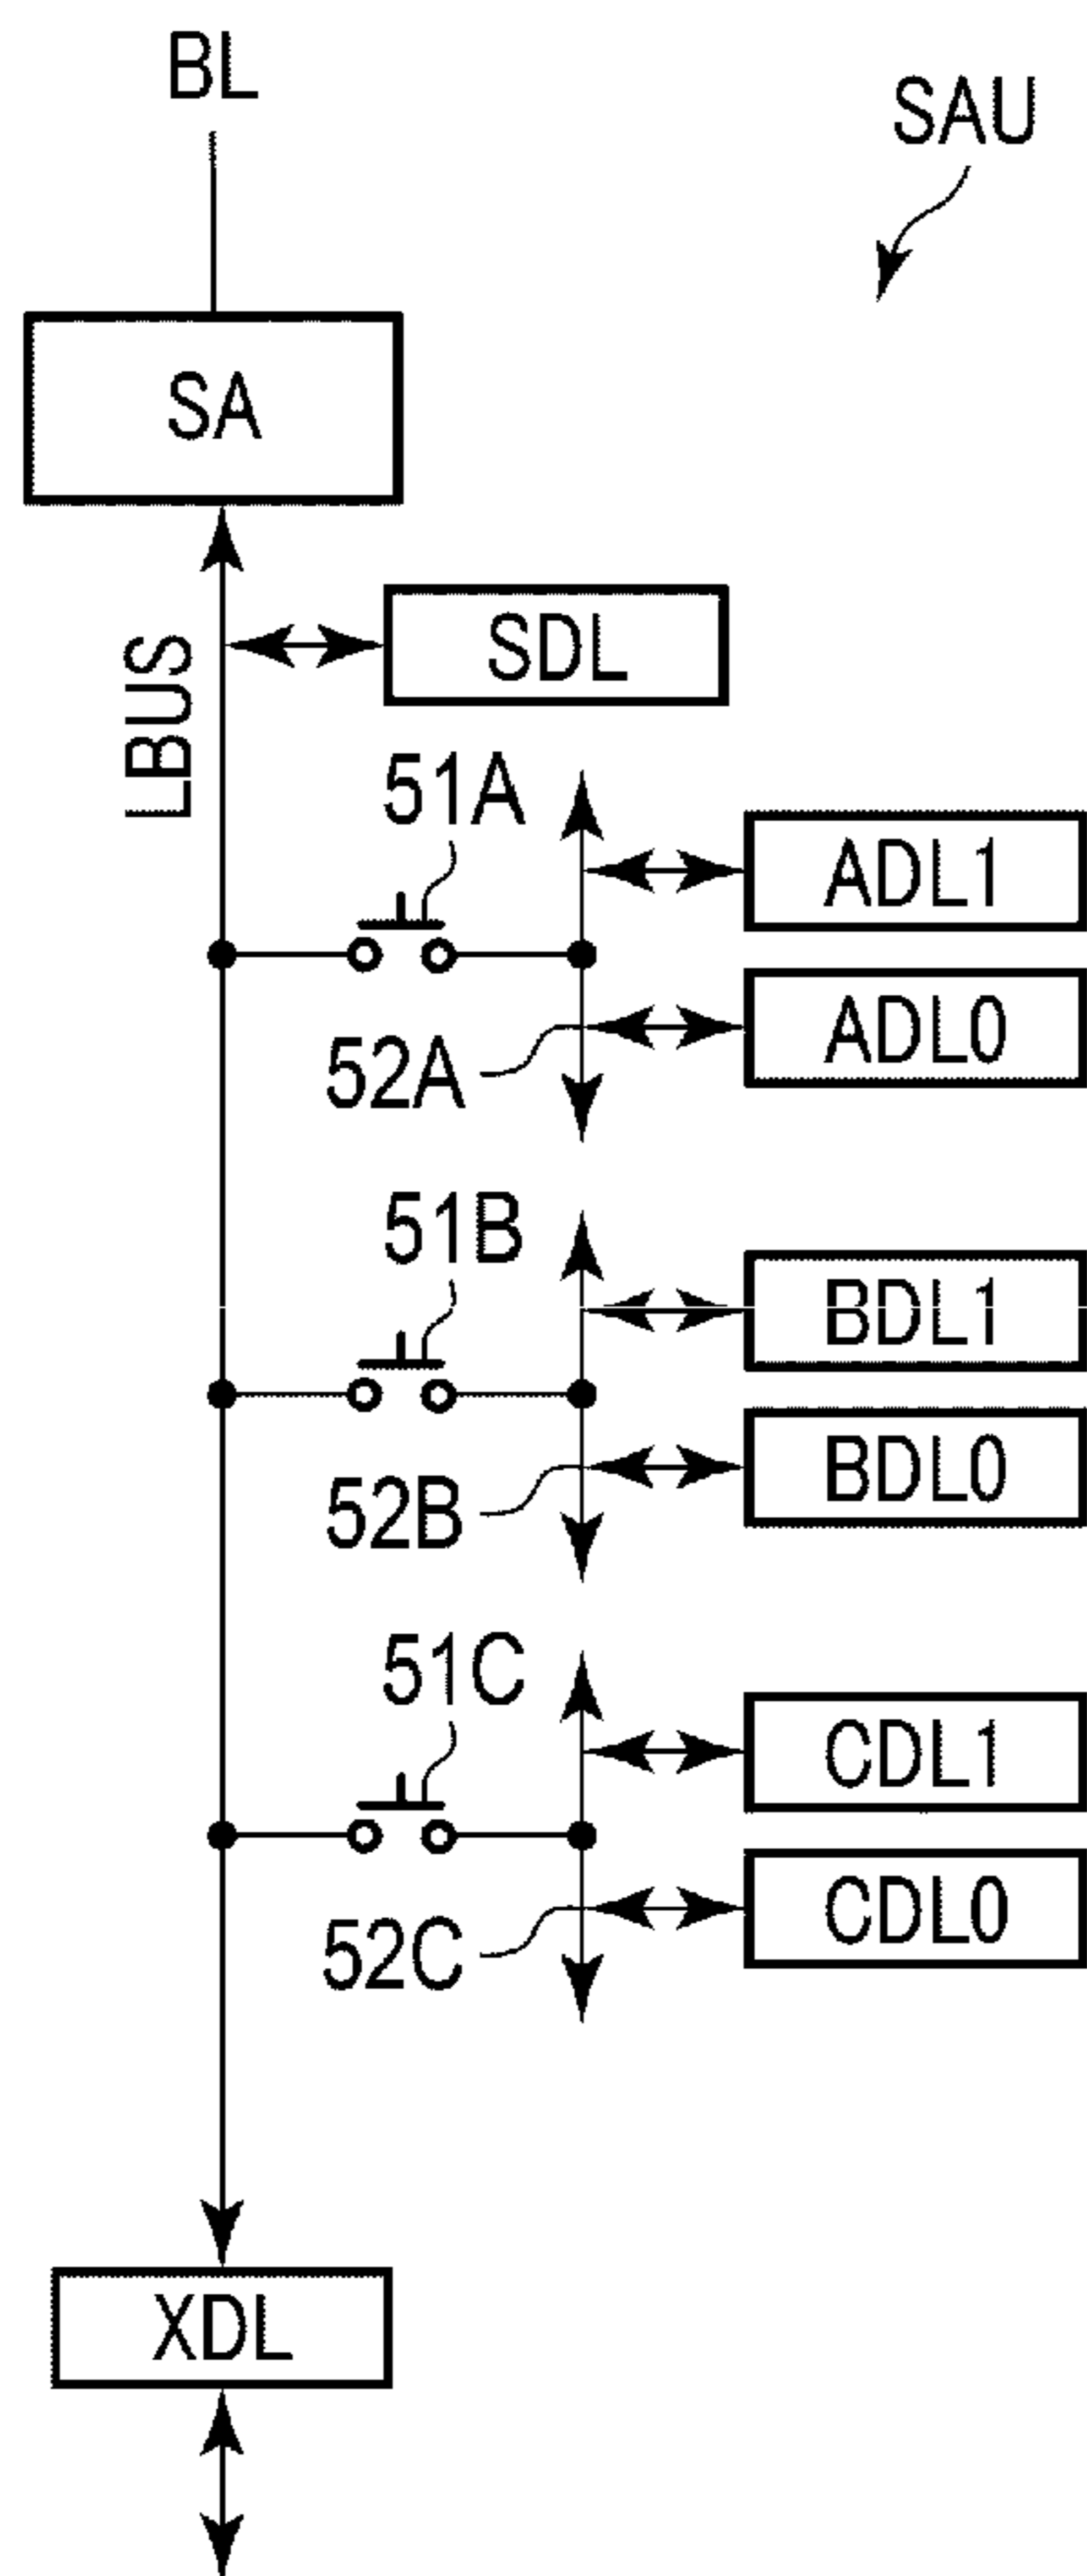 BL
SAU
SA
LBUS
SDL
51A
ADL1
52A
ADL0
51B
BDL1
52B
BDL0
51C
CDL1
52C
CDL0
XDL